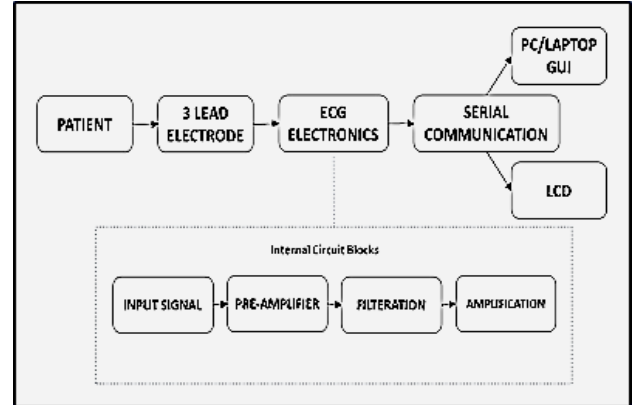 PC/LAPTOP
GUI
PATIENT
3 LEAD
ELECTRODE
ECG
ELECTRONICS
SERIAL
COMMUNICATION
LCD
Internal Circuit Blocks
INPUT SIGNAL
PRE-AMPLIFIER
FILTERATION
AMPLIFICATION